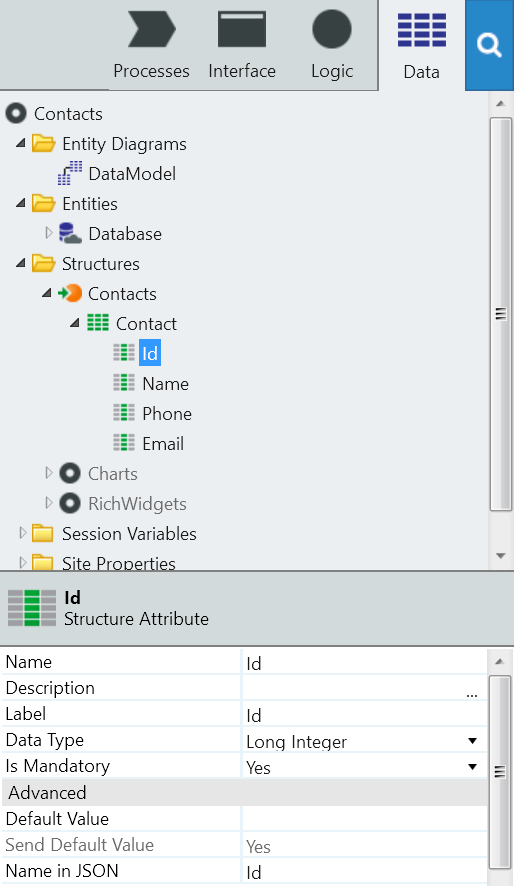 Processes Interface Logic Data
Contacts
Entity Diagrams
DataModel
Entities
Database
Structures
Contacts
Contact
Id
Name
Phone
Email
Charts
RichWidgets
Session Variables
Site Properties
Id
Structure Attribute
Name Id
Description ...
Label Id
Data Type Long Integer
Is Mandatory Yes
Advanced
Default Value
Send Default Value Yes
Name in JSON Id